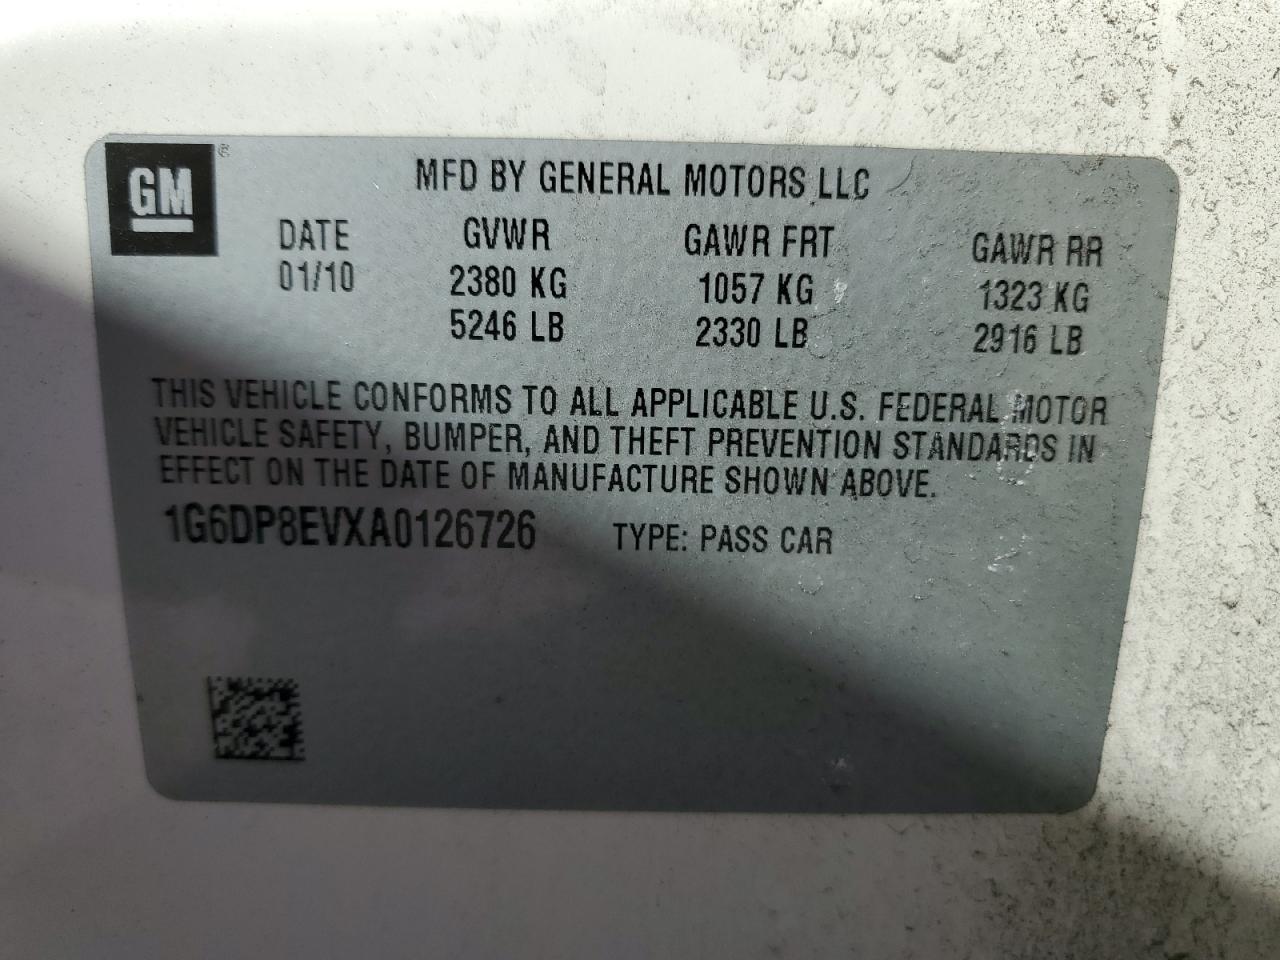 GM ®
MFD BY GENERAL MOTORS LLC
DATE GVWR GAWR FRT GAWR RR
01/10 2380 KG 1057 KG 1323 KG
5246 LB 2330 LB 2916 LB
THIS VEHICLE CONFORMS TO ALL APPLICABLE U.S. FEDERAL MOTOR
VEHICLE SAFETY, BUMPER, AND THEFT PREVENTION STANDARDS IN
EFFECT ON THE DATE OF MANUFACTURE SHOWN ABOVE.
1G6DP8EVXA0126726 TYPE: PASS CAR